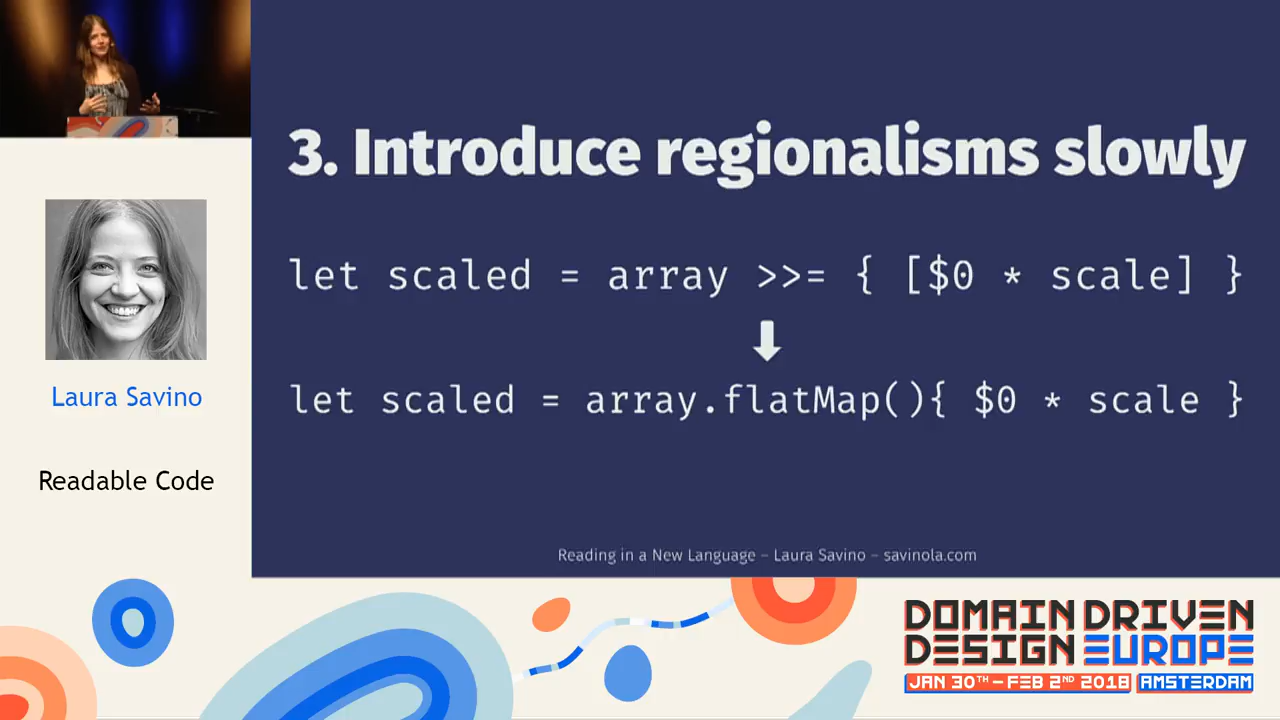 3. Introduce regionalisms slowly
let scaled = array >>= { [$0 * scale] }
let scaled = array.flatMap(){ $0 * scale }
Reading in a New Language – Laura Savino – savinola.com
Laura Savino
Readable Code
DOMAIN DRIVEN
DESIGN EUROPE
JAN 30TH – FEB 2ND 2018 AMSTERDAM